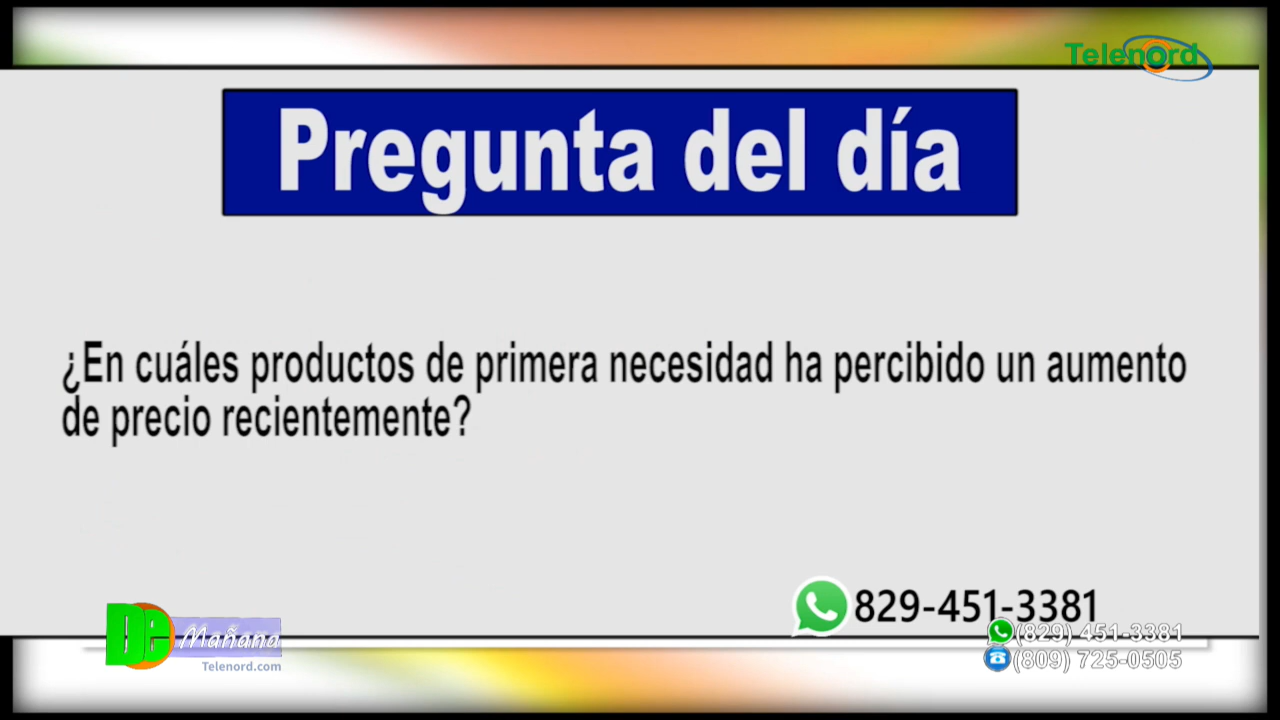 Telenord
Pregunta del día
¿En cuáles productos de primera necesidad ha percibido un aumento
de precio recientemente?
829-451-3381
(829) 451-3381
(809) 725-0505
De Mañana
Telenord.com